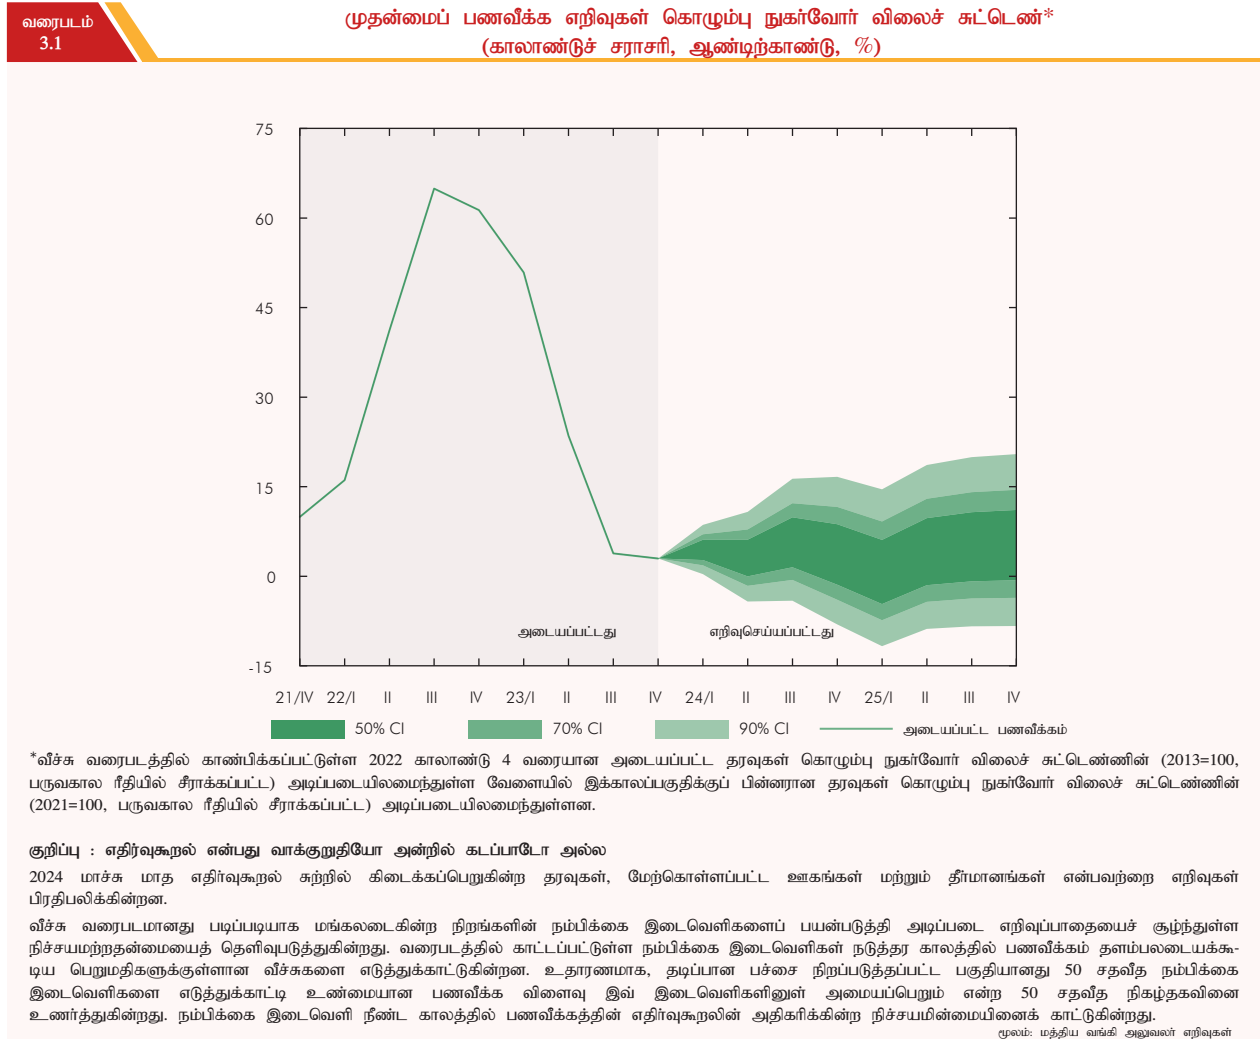 வரைபடம்
3.1
முதன்மைப் பணவீக்க எறிவுகள் கொழும்பு நுகர்வோர் விலைச் சுட்டெண்*
(காலாண்டுச் சராசரி, ஆண்டிற்காண்டு, %)
75
60
45
30
15
0
-15
அடையப்பட்டது எறிவுசெய்யப்பட்டது
21/IV 22/I II III IV 23/I II III IV 24/I II III IV 25/I II III IV
50% CI 70% CI 90% CI அடையப்பட்ட பணவீக்கம்
*வீச்சு வரைபடத்தில் காண்பிக்கப்பட்டுள்ள 2022 காலாண்டு 4 வரையான அடையப்பட்ட தரவுகள் கொழும்பு நுகர்வோர் விலைச் சுட்டெண்ணின் (2013=100,
பருவகால ரீதியில் சீராக்கப்பட்ட) அடிப்படையிலமைந்துள்ள வேளையில் இக்காலப்பகுதிக்குப் பின்னரான தரவுகள் கொழும்பு நுகர்வோர் விலைச் சுட்டெண்ணின்
(2021=100, பருவகால ரீதியில் சீராக்கப்பட்ட) அடிப்படையிலமைந்துள்ளன.
குறிப்பு : எதிர்வுகூறல் என்பது வாக்குறுதியோ அன்றில் கடப்பாடோ அல்ல
2024 மாச்சு மாத எதிர்வுகூறல் சுற்றில் கிடைக்கப்பெறுகின்ற தரவுகள், மேற்கொள்ளப்பட்ட ஊகங்கள் மற்றும் தீர்மானங்கள் என்பவற்றை எறிவுகள்
பிரதிபலிக்கின்றன.
வீச்சு வரைபடமானது படிப்படியாக மங்கலடைகின்ற நிறங்களின் நம்பிக்கை இடைவெளிகளைப் பயன்படுத்தி அடிப்படை எறிவுப்பாதையைச் சூழ்ந்துள்ள
நிச்சயமற்றதன்மையைத் தெளிவுபடுத்துகின்றது. வரைபடத்தில் காட்டப்பட்டுள்ள நம்பிக்கை இடைவெளிகள் நடுத்தர காலத்தில் பணவீக்கம் தளம்பலடையக்கூ-
டிய பெறுமதிகளுக்குள்ளான வீச்சுகளை எடுத்துக்காட்டுகின்றன. உதாரணமாக, தடிப்பான பச்சை நிறப்படுத்தப்பட்ட பகுதியானது 50 சதவீத நம்பிக்கை
இடைவெளிகளை எடுத்துக்காட்டி உண்மையான பணவீக்க விளைவு இவ் இடைவெளிகளினுள் அமையப்பெறும் என்ற 50 சதவீத நிகழ்தகவினை
உணர்த்துகின்றது. நம்பிக்கை இடைவெளி நீண்ட காலத்தில் பணவீக்கத்தின் எதிர்வுகூறலின் அதிகரிக்கின்ற நிச்சயமின்மையினைக் காட்டுகின்றது.
மூலம்: மத்திய வங்கி அலுவலர் எறிவுகள்